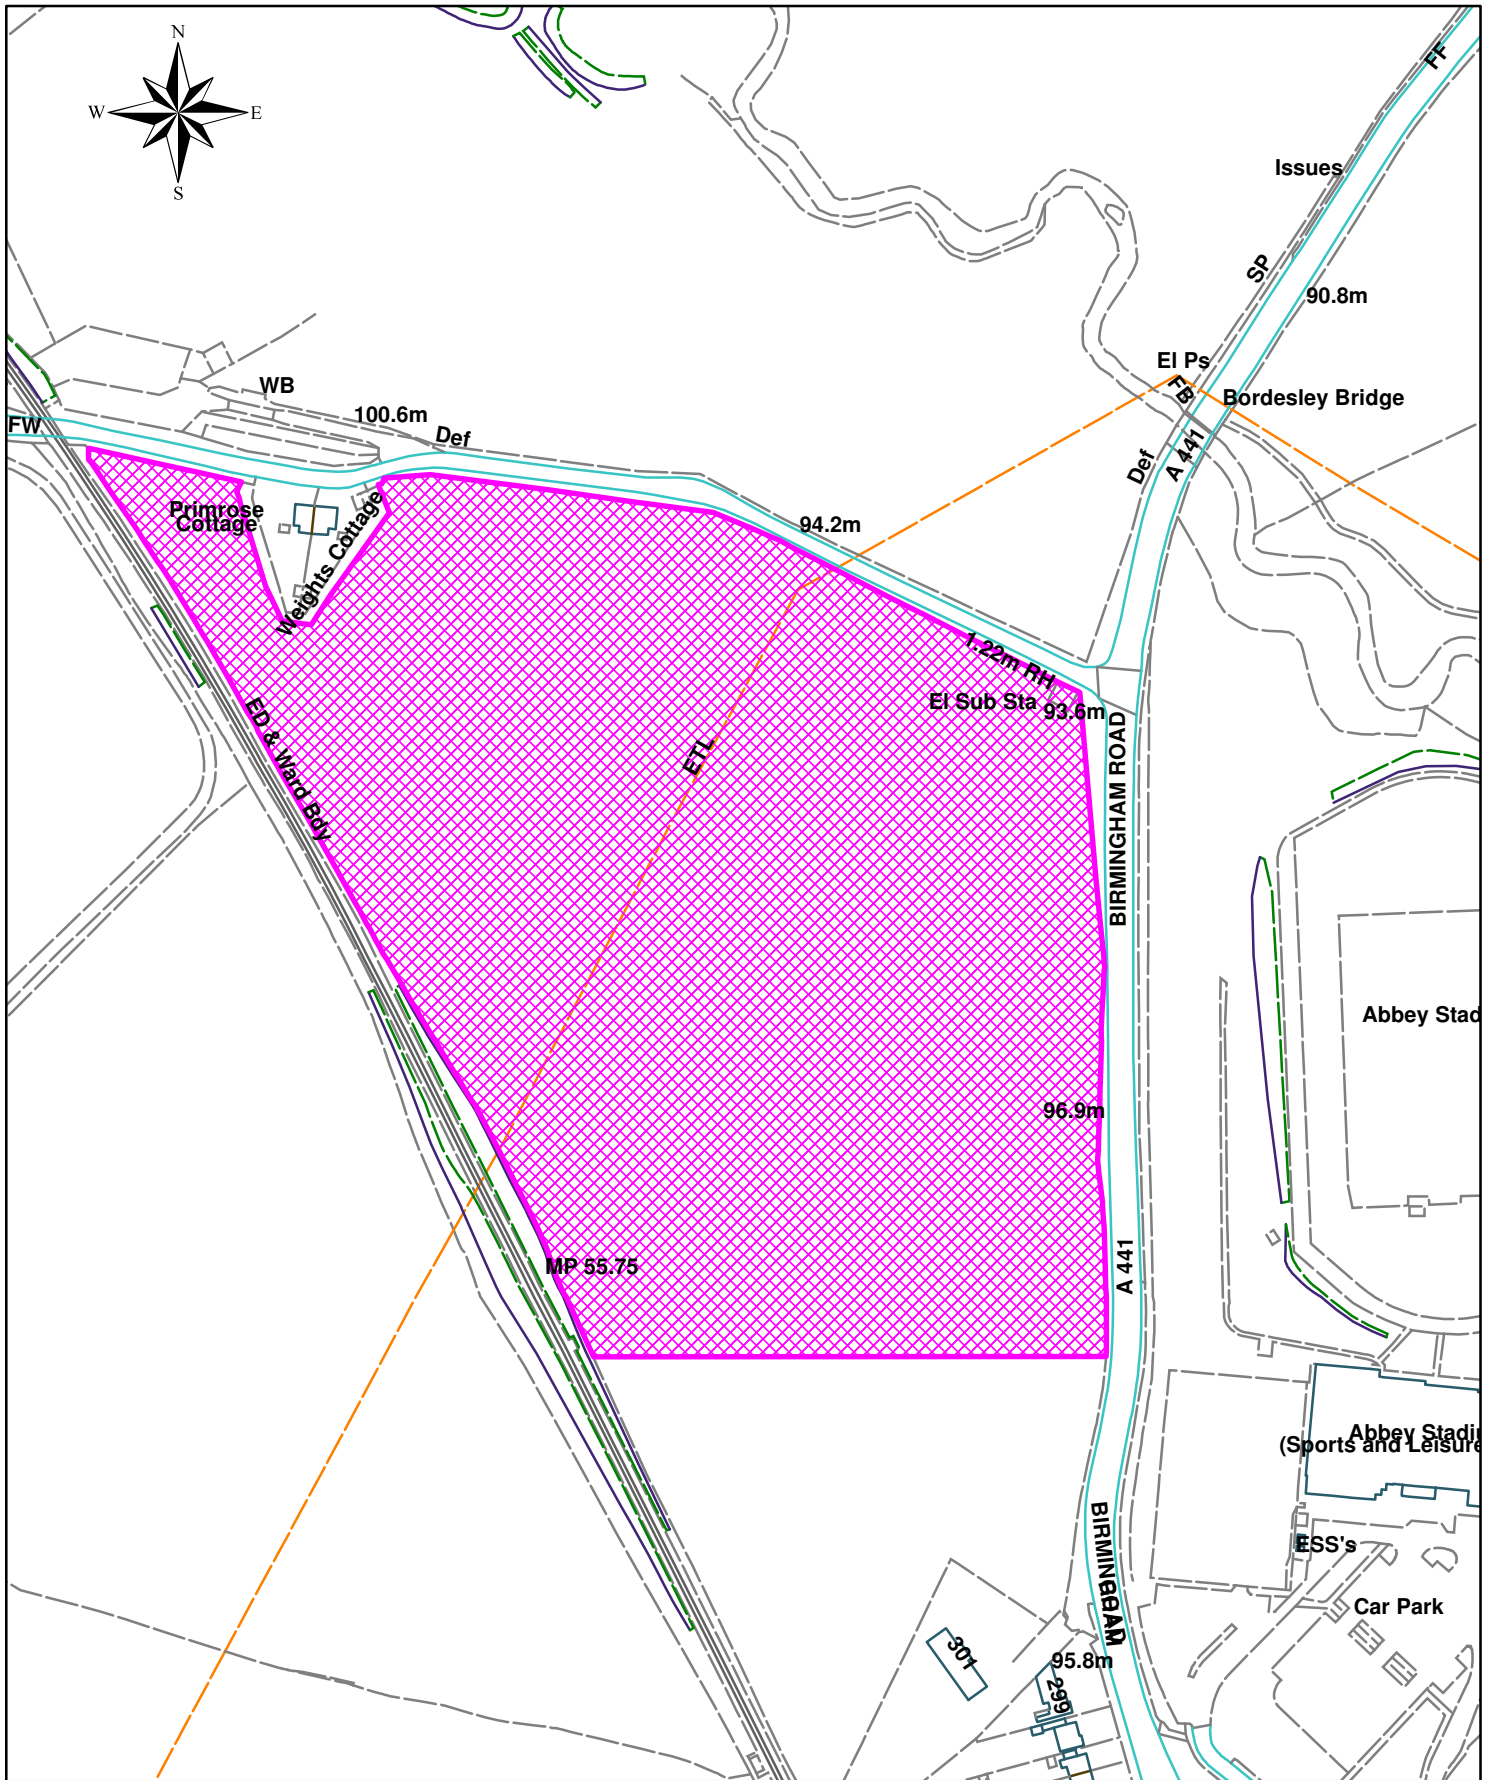 N
W
E
S
FF
Issues
SP
90.8m
El Ps
FB
Bordesley Bridge
WB
100.6m
FW
Def
Def
A 441
Primrose
Cottage
Weights Cottage
94.2m
1.22m RH
El Sub Sta
93.6m
ED & Ward Bdy
ETL
BIRMINGHAM ROAD
Abbey Stad
96.9m
A 441
MP 55.75
Abbey Stadi
(Sports and Leisure
BIRMINGHAM
ROAD
ESS's
Car Park
301
95.8m
299